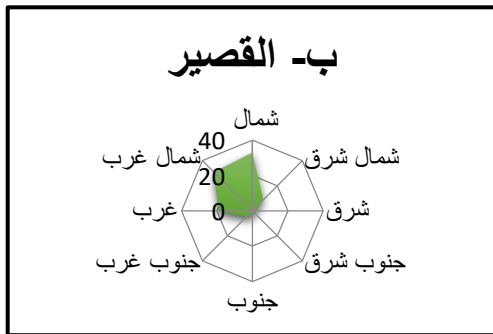 ب- القصير
شمال
شمال شرق
شرق
جنوب شرق
جنوب
جنوب غرب
غرب
شمال غرب
40
20
0